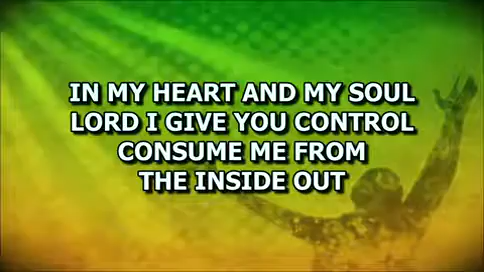 IN MY HEART AND MY SOUL
LORD I GIVE YOU CONTROL
CONSUME ME FROM
THE INSIDE OUT